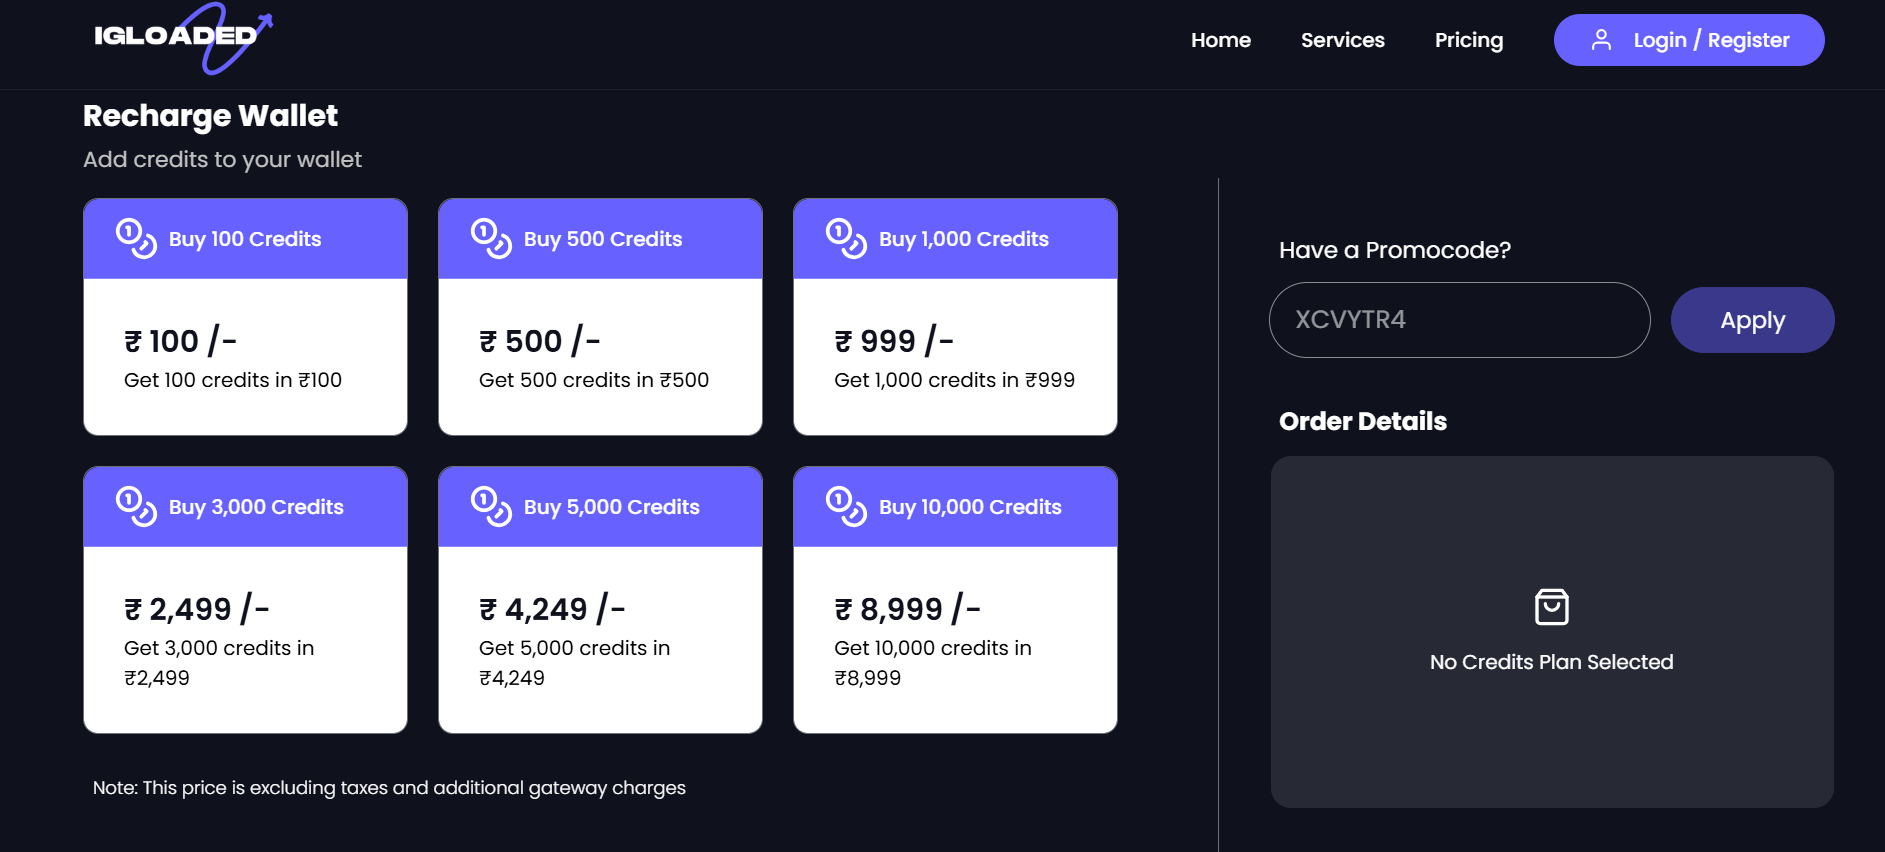 IGLOADED
Home
Services
Pricing
Login / Register
Recharge Wallet
Add credits to your wallet
Buy 100 Credits
₹ 100 /-
Get 100 credits in ₹100
Buy 500 Credits
₹ 500 /-
Get 500 credits in ₹500
Buy 1,000 Credits
₹ 999 /-
Get 1,000 credits in ₹999
Buy 3,000 Credits
₹ 2,499 /-
Get 3,000 credits in
₹2,499
Buy 5,000 Credits
₹ 4,249 /-
Get 5,000 credits in
₹4,249
Buy 10,000 Credits
₹ 8,999 /-
Get 10,000 credits in
₹8,999
Note: This price is excluding taxes and additional gateway charges
Have a Promocode?
XCVYTR4
Apply
Order Details
No Credits Plan Selected